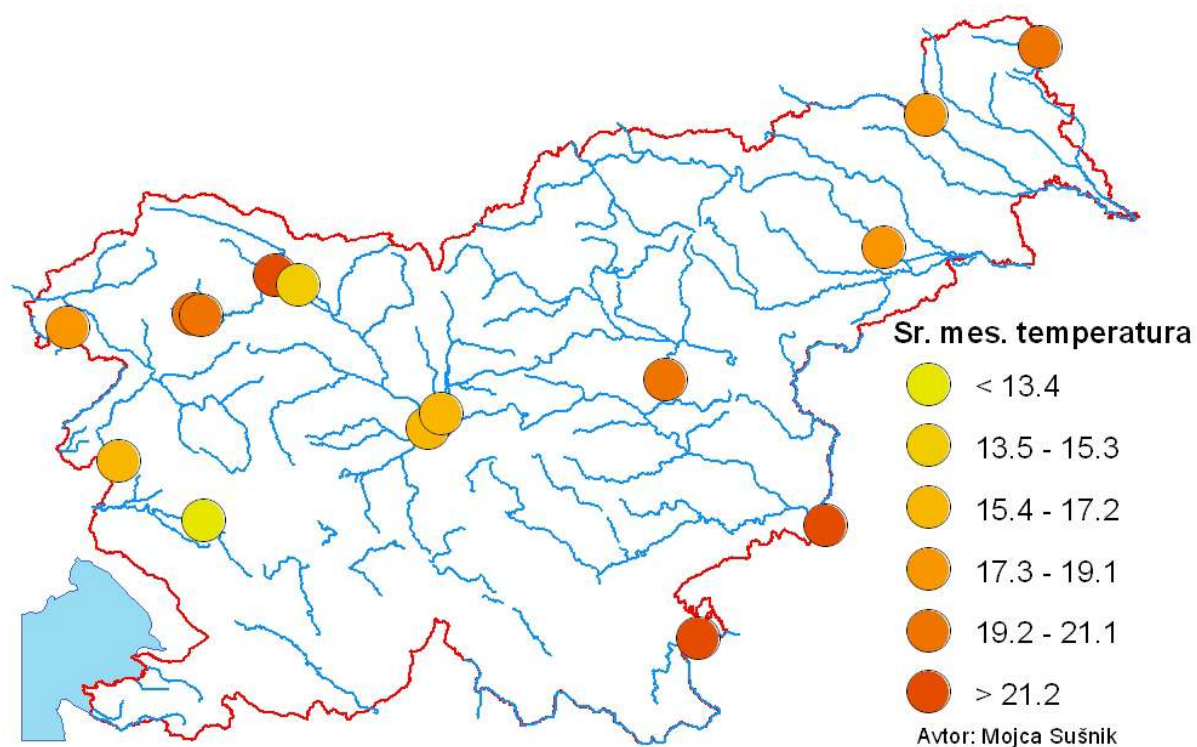 Sr. mes. temperatura
< 13.4
13.5 - 15.3
15.4 - 17.2
17.3 - 19.1
19.2 - 21.1
> 21.2
Avtor: Mojca Sušnik